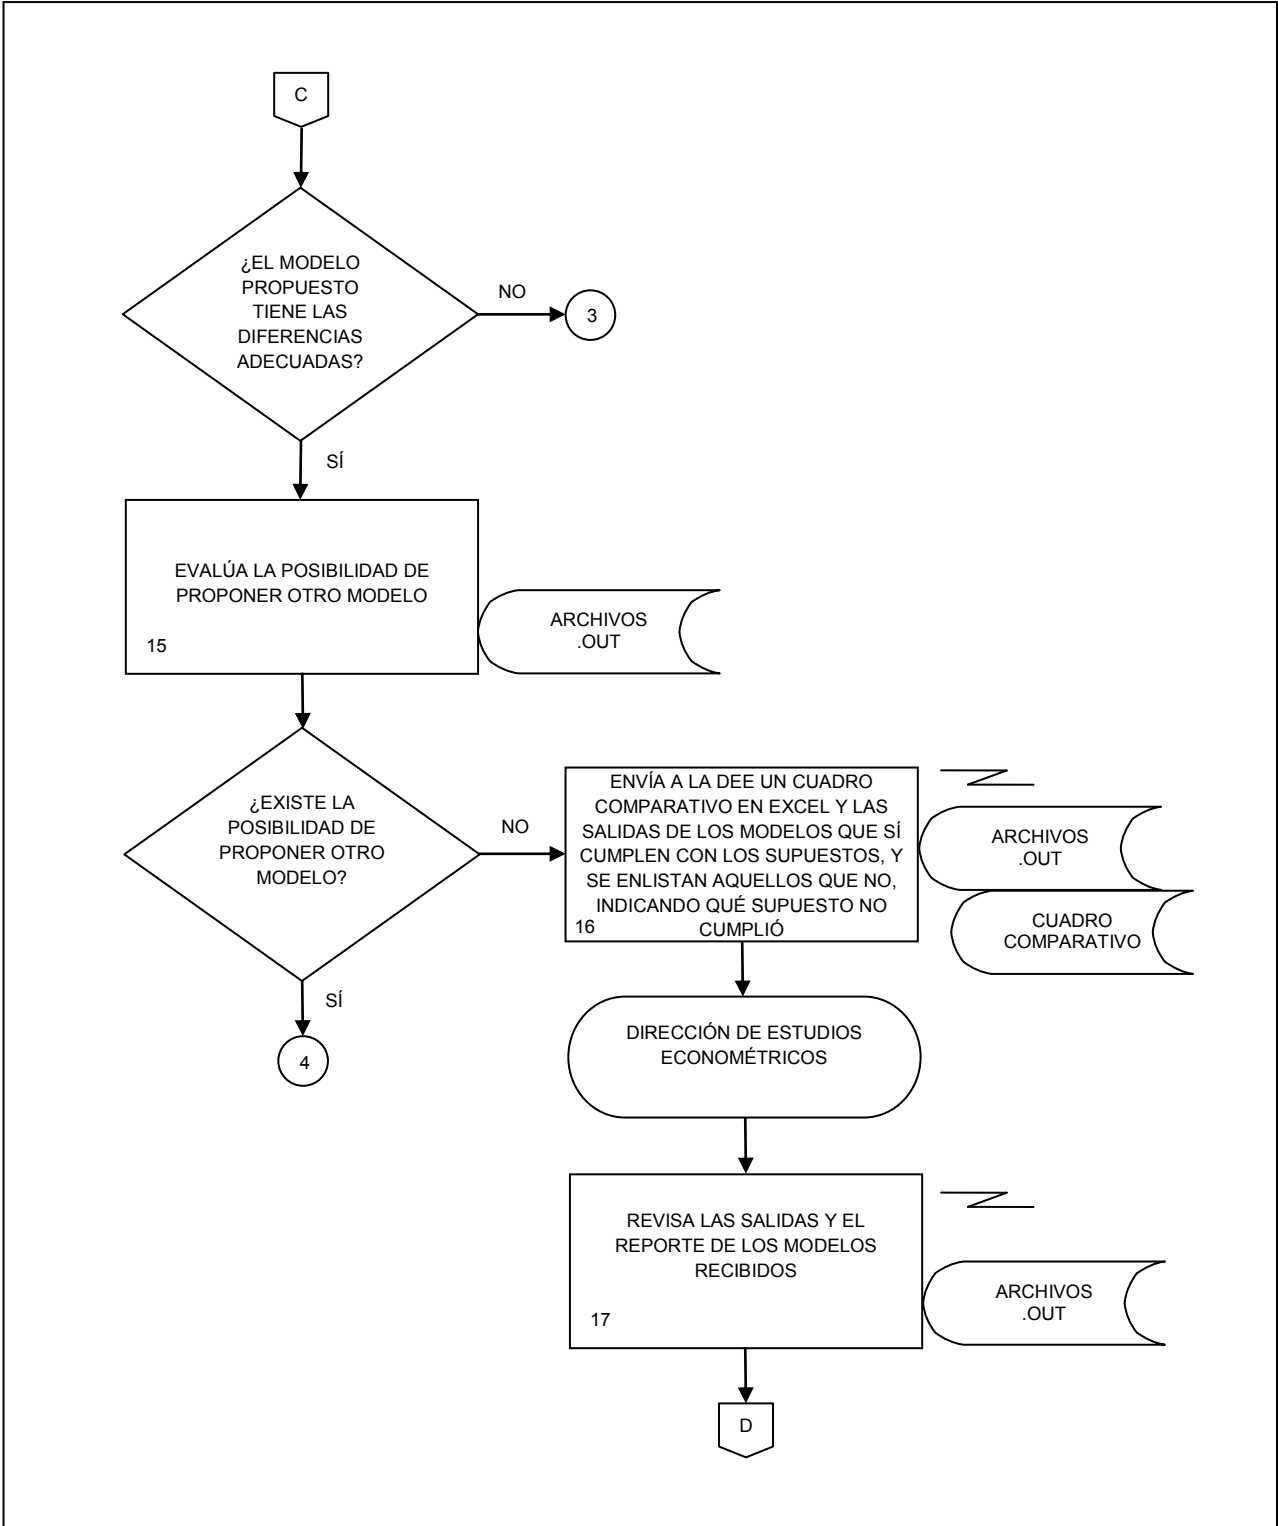 C
¿EL MODELO
PROPUESTO
TIENE LAS
DIFERENCIAS
ADECUADAS?
NO
3
SÍ
EVALÚA LA POSIBILIDAD DE
PROPONER OTRO MODELO
15
ARCHIVOS
.OUT
¿EXISTE LA
POSIBILIDAD DE
PROPONER OTRO
MODELO?
NO
SÍ
4
ENVÍA A LA DEE UN CUADRO
COMPARATIVO EN EXCEL Y LAS
SALIDAS DE LOS MODELOS QUE SÍ
CUMPLEN CON LOS SUPUESTOS, Y
SE ENLISTAN AQUELLOS QUE NO,
INDICANDO QUÉ SUPUESTO NO
CUMPLIÓ
16
ARCHIVOS
.OUT
CUADRO
COMPARATIVO
DIRECCIÓN DE ESTUDIOS
ECONOMÉTRICOS
REVISA LAS SALIDAS Y EL
REPORTE DE LOS MODELOS
RECIBIDOS
17
ARCHIVOS
.OUT
D